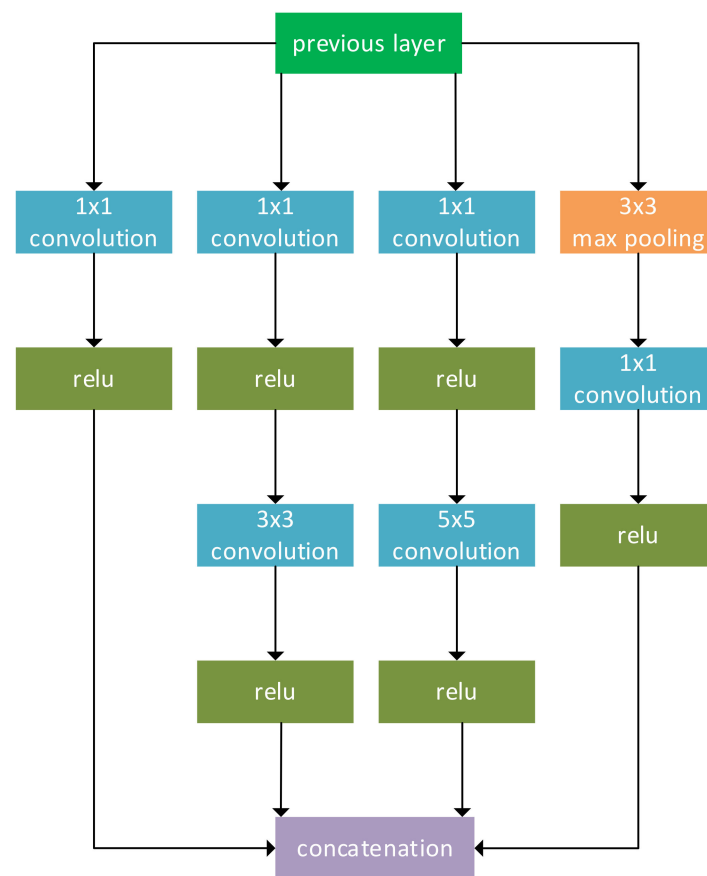 previous layer
1x1
convolution
1x1
convolution
1x1
convolution
3x3
max pooling
relu
relu
relu
1x1
convolution
3x3
convolution
5x5
convolution
relu
relu
relu
concatenation